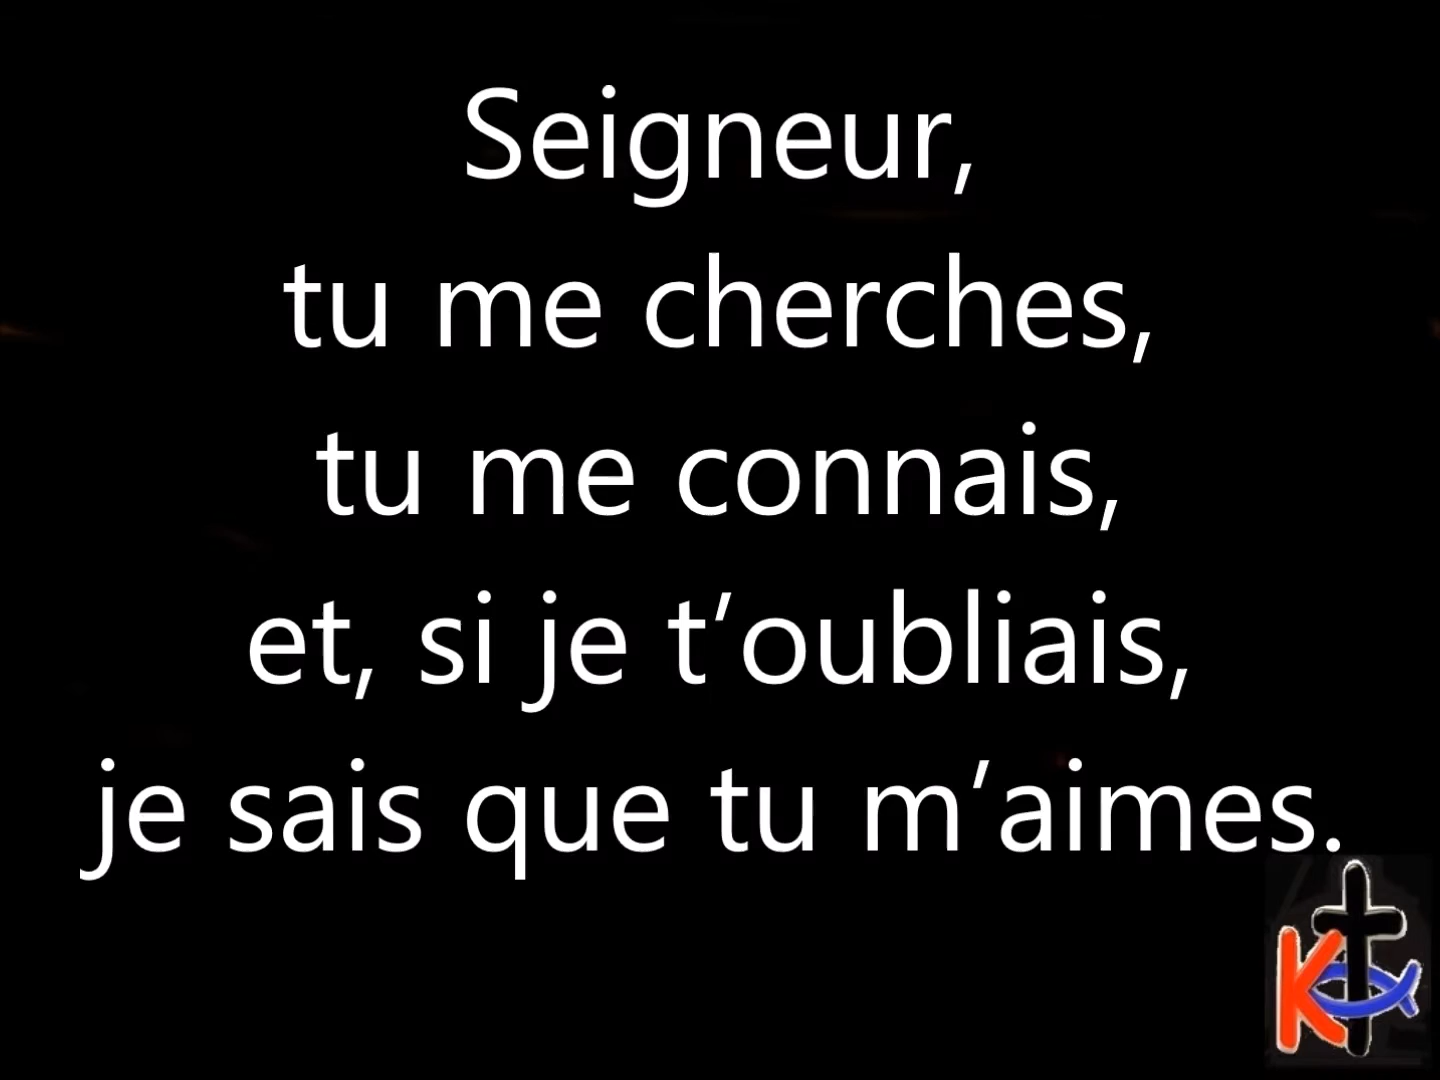 Seigneur,
tu me cherches,
tu me connais,
et, si je t’oubliais,
je sais que tu m’aimes.
K